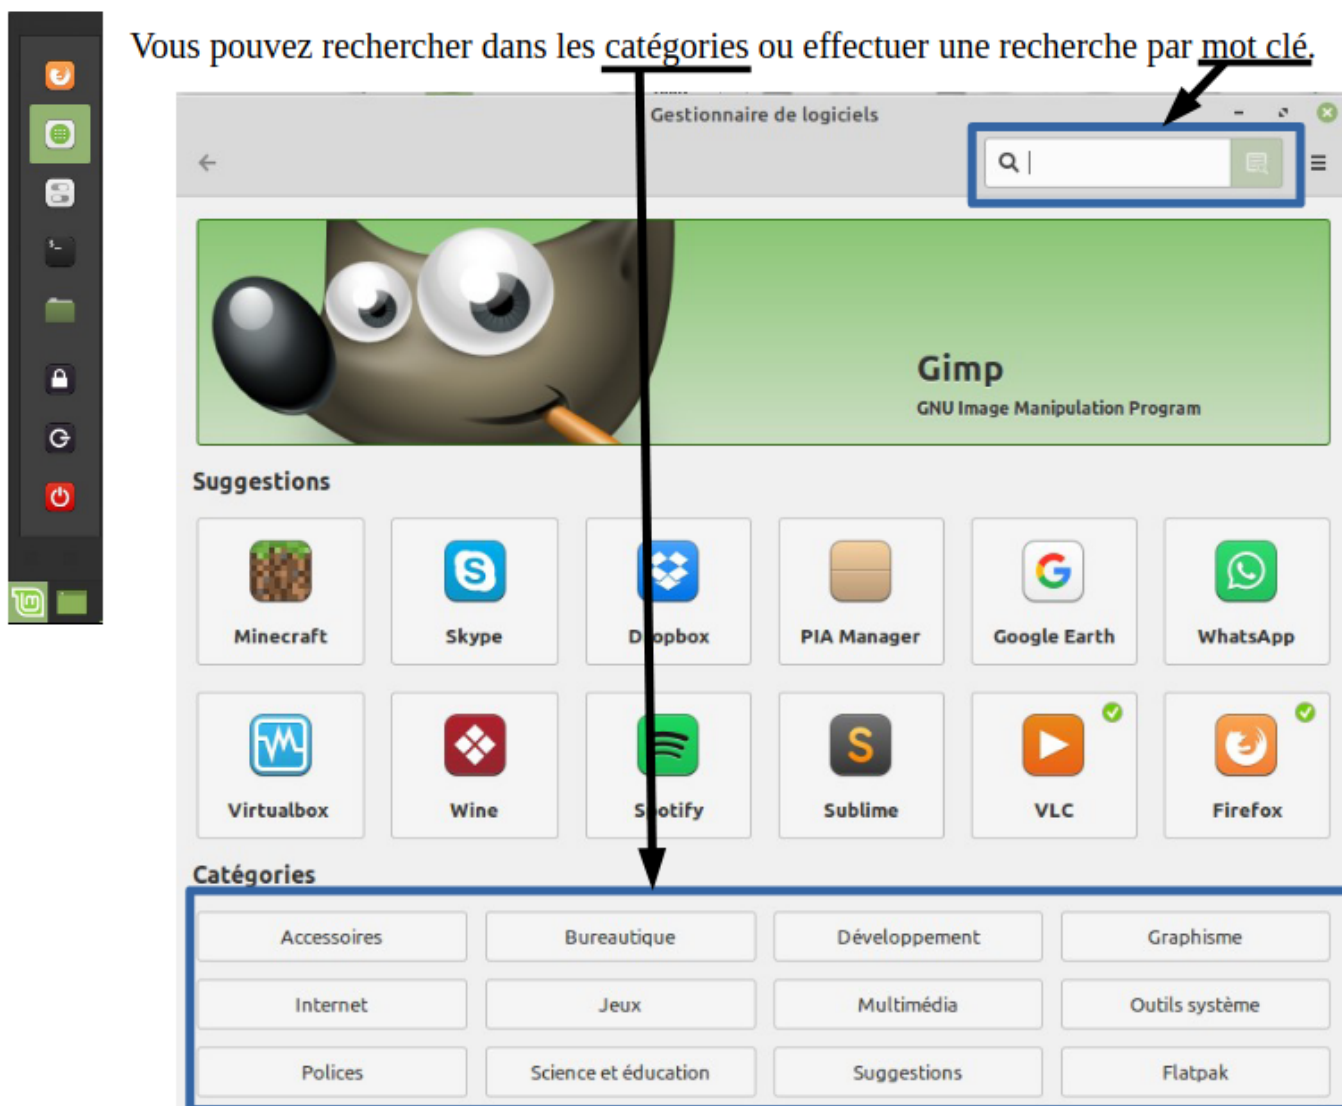 Vous pouvez rechercher dans les catégories ou effectuer une recherche par mot clé.
Gestionnaire de logiciels
Gimp
GNU Image Manipulation Program
Suggestions
Minecraft Skype Dropbox PIA Manager Google Earth WhatsApp
Virtualbox Wine Spotify Sublime VLC Firefox
Catégories
Accessoires Bureautique Développement Graphisme
Internet Jeux Multimédia Outils système
Polices Science et éducation Suggestions Flatpak